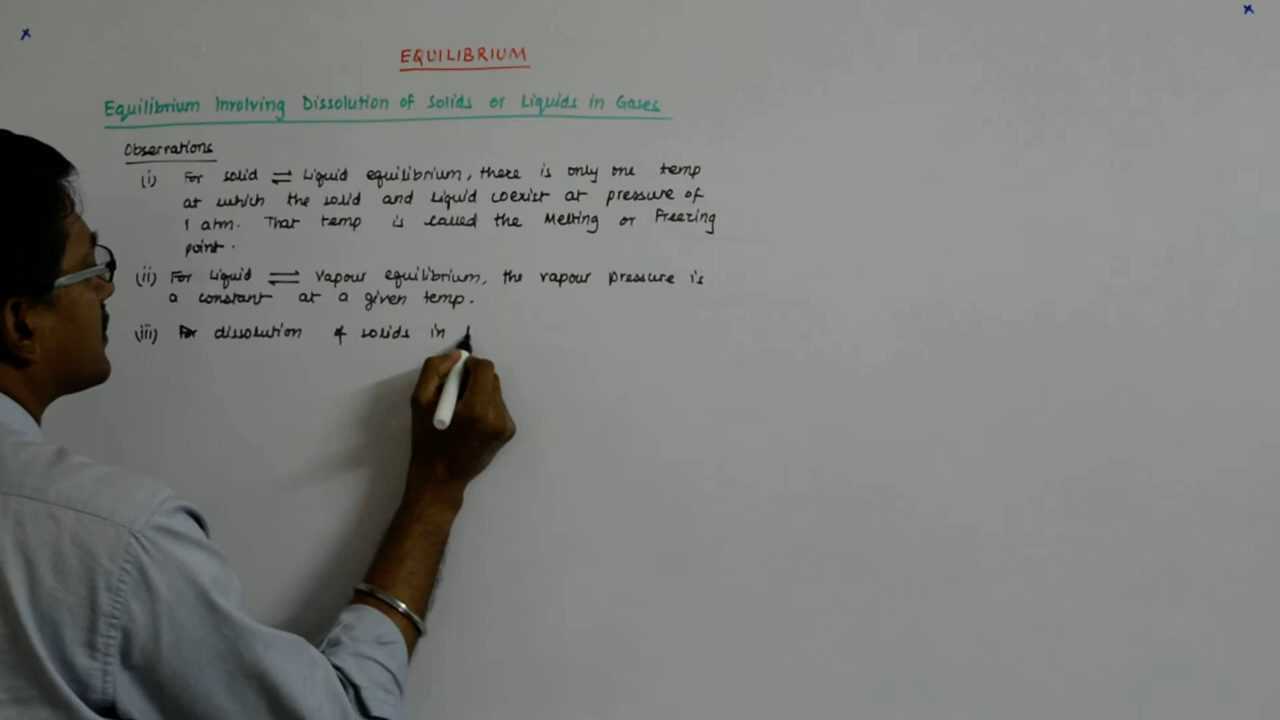 EQUILIBRIUM
Equilibrium Involving Dissolution of Solids or Liquids in Gases
Observations
(i) For solid ⇌ Liquid equilibrium, there is only one temp
at which the solid and Liquid coexist at pressure of
1 atm. That temp is called the Melting or Freezing
point.
(ii) For Liquid ⇌ Vapour equilibrium, the vapour pressure is
a constant at a given temp.
(iii) For dissolution of solids in